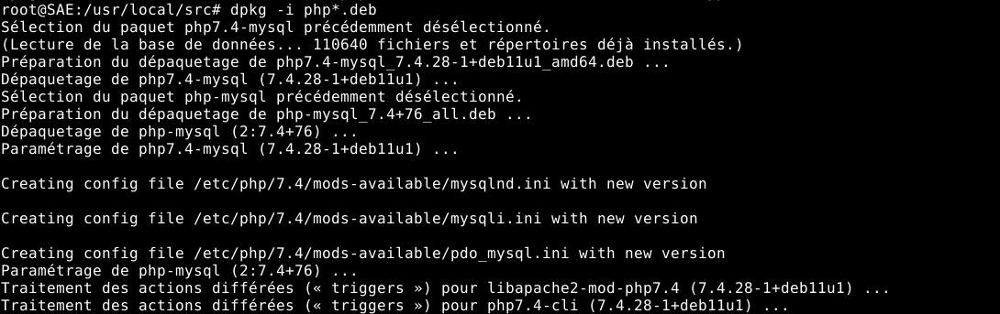 root@SAE:/usr/local/src# dpkg -i php*.deb
Sélection du paquet php7.4-mysql précédemment désélectionné.
(Lecture de la base de données... 110640 fichiers et répertoires déjà installés.)
Préparation du dépaquetage de php7.4-mysql_7.4.28-1+deb11u1_amd64.deb ...
Dépaquetage de php7.4-mysql (7.4.28-1+deb11u1) ...
Sélection du paquet php-mysql précédemment désélectionné.
Préparation du dépaquetage de php-mysql_7.4+76_all.deb ...
Dépaquetage de php-mysql (2:7.4+76) ...
Paramétrage de php7.4-mysql (7.4.28-1+deb11u1) ...
Creating config file /etc/php/7.4/mods-available/mysqlnd.ini with new version
Creating config file /etc/php/7.4/mods-available/mysqli.ini with new version
Creating config file /etc/php/7.4/mods-available/pdo_mysql.ini with new version
Paramétrage de php-mysql (2:7.4+76) ...
Traitement des actions différées (« triggers ») pour libapache2-mod-php7.4 (7.4.28-1+deb11u1) ...
Traitement des actions différées (« triggers ») pour php7.4-cli (7.4.28-1+deb11u1) ...